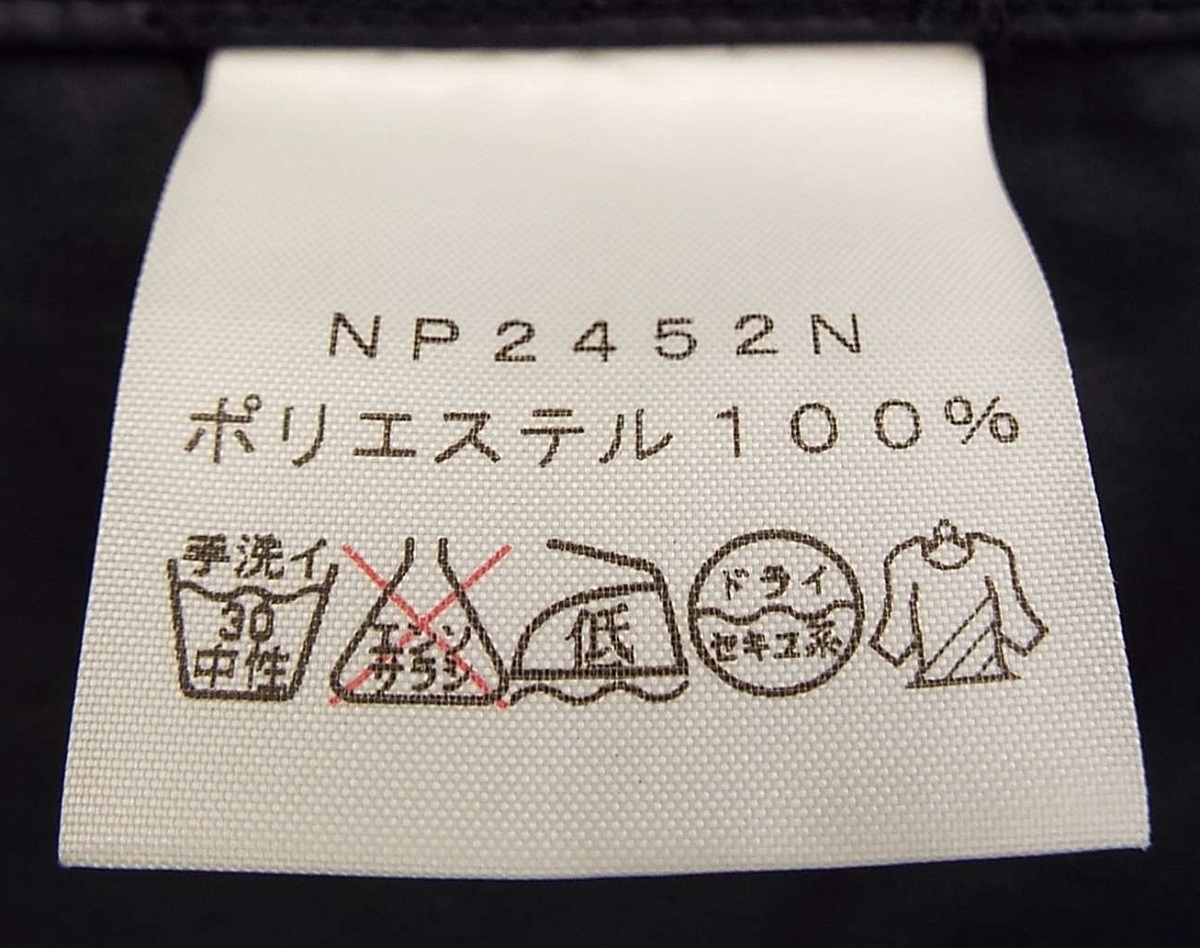 NP2452N
ポリエステル100%
手洗イ
30
中性
エンソ
サラシ
低
ドライ
セキユ系